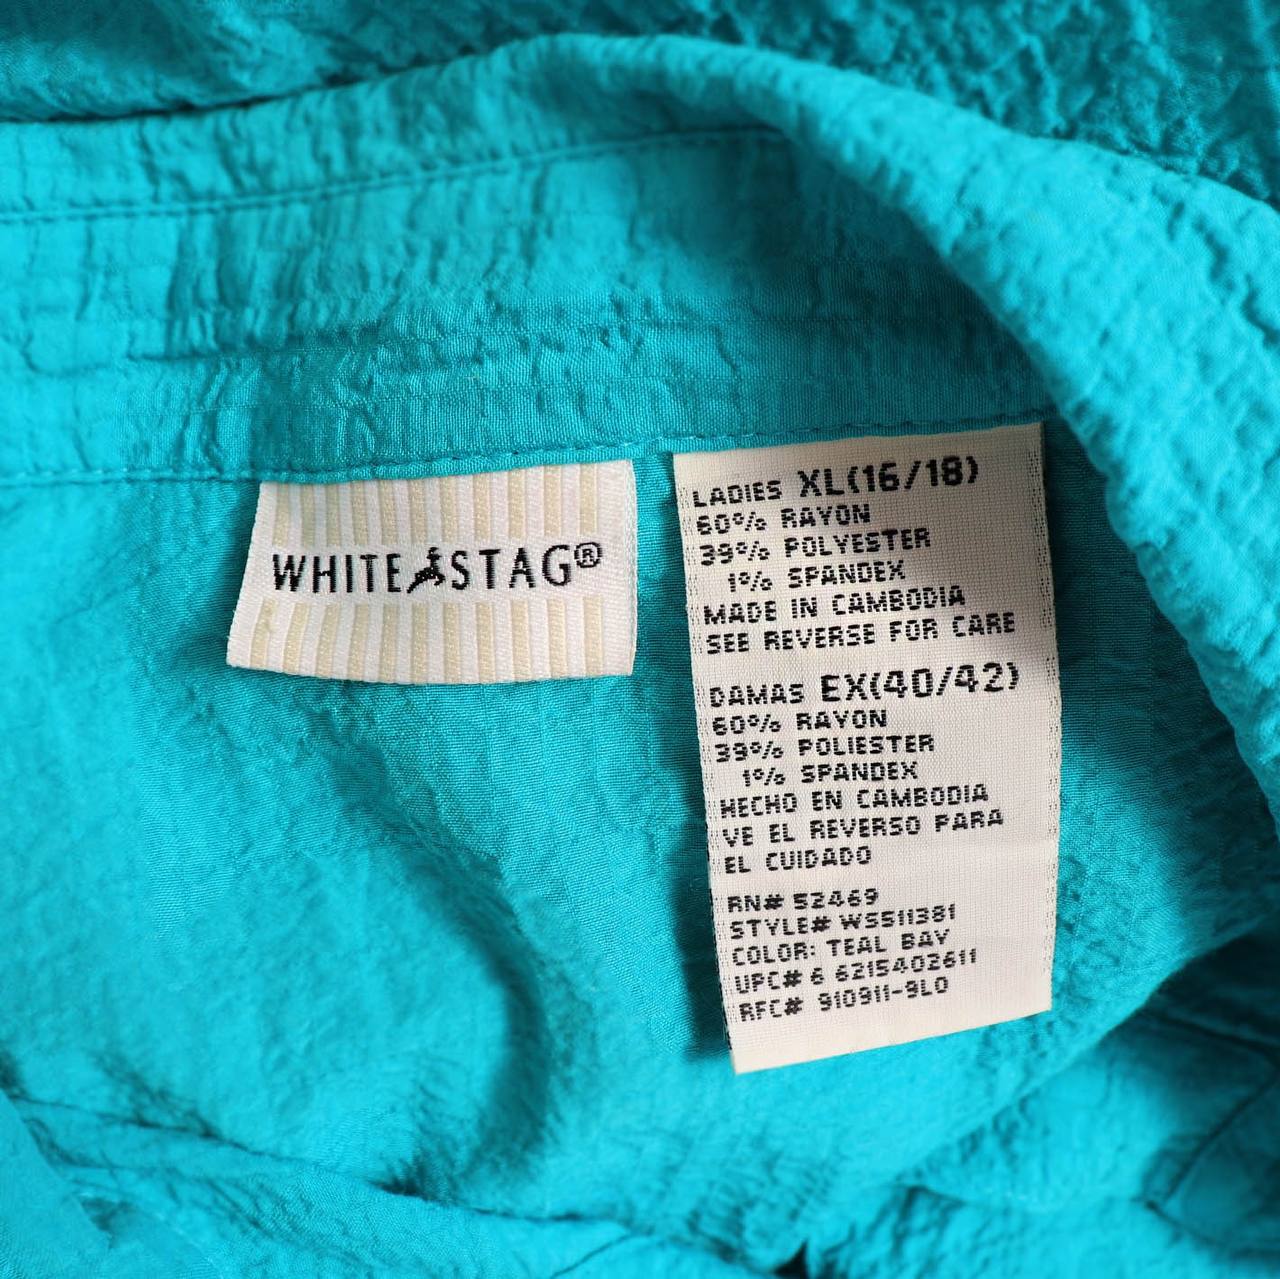 WHITE STAG®
LADIES XL(16/18)
60% RAYON
39% POLYESTER
1% SPANDEX
MADE IN CAMBODIA
SEE REVERSE FOR CARE
DAMAS EX(40/42)
60% RAYON
39% POLIESTER
1% SPANDEX
HECHO EN CAMBODIA
VE EL REVERSO PARA
EL CUIDADO
RN# 52469
STYLE# WS511381
COLOR: TEAL BAY
UPC# 6 6215402611
RFC# 910911-9L0